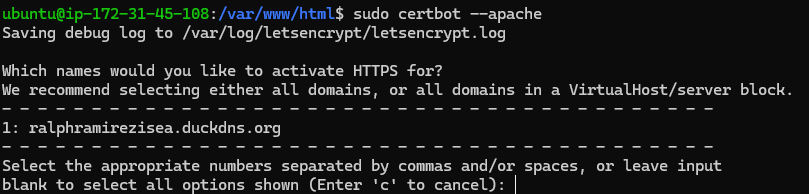 ubuntu@ip-172-31-45-108:/var/www/html$ sudo certbot --apache
Saving debug log to /var/log/letsencrypt/letsencrypt.log
Which names would you like to activate HTTPS for?
We recommend selecting either all domains, or all domains in a VirtualHost/server block.
- - - - - - - - - - - - - - - - - - - - - - - - - - - - - - - - - - - - - - - -
1: ralphramirezisea.duckdns.org
- - - - - - - - - - - - - - - - - - - - - - - - - - - - - - - - - - - - - - - -
Select the appropriate numbers separated by commas and/or spaces, or leave input
blank to select all options shown (Enter 'c' to cancel):